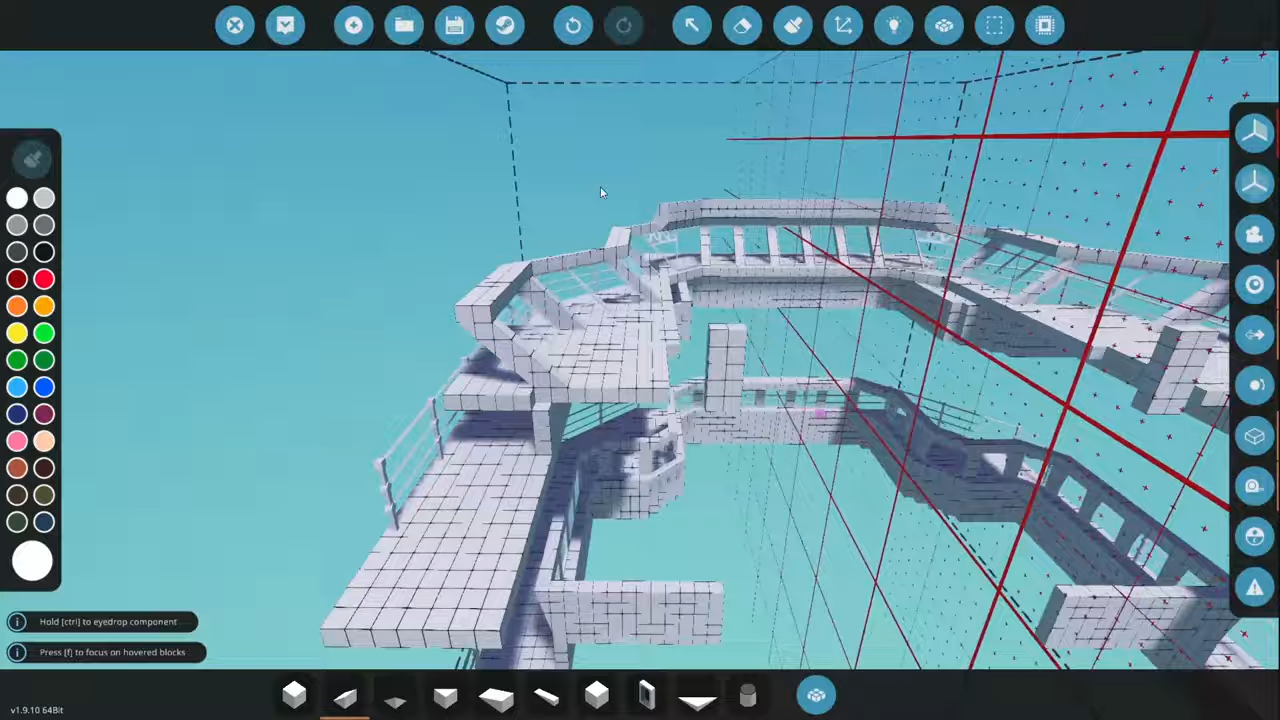 Hold [ctrl] to eyedrop component
Press [f] to focus on hovered blocks
v1.9.10 64Bit